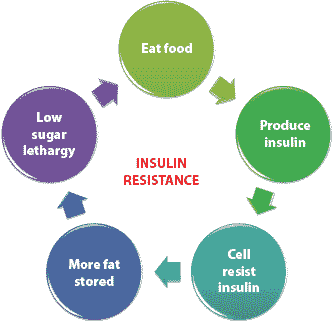 Eat food
Produce
insulin
Cell
resist
insulin
More fat
stored
Low
sugar
lethargy
INSULIN
RESISTANCE